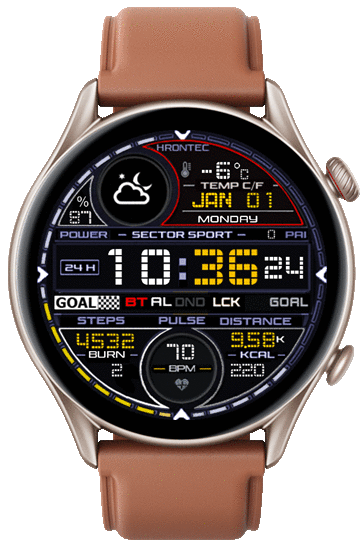 HRONTEC
-6°C
TEMP C/F
% JAN 01
87 MONDAY
POWER SECTOR SPORT 0 PAI
24H 10:36 24
GOAL BT AL DND LCK GOAL
STEPS PULSE DISTANCE
4532 70 9,58K
BURN BPM KCAL
2 220